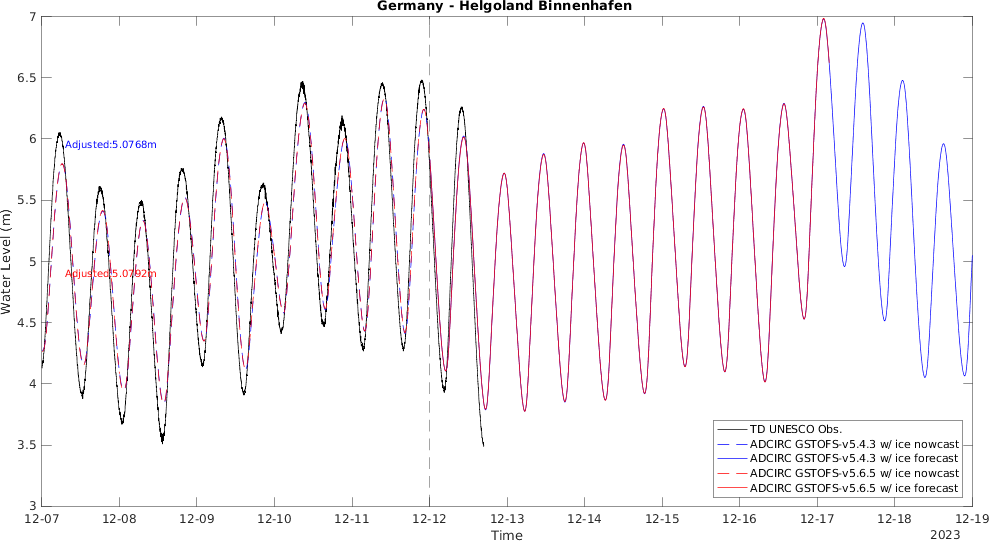 Germany - Helgoland Binnenhafen
7
6.5
6
5.5
5
4.5
4
3.5
3
Water Level (m)
Adjusted:5.0768m
Adjusted:5.0792m
TD UNESCO Obs.
ADCIRC GSTOFS-v5.4.3 w/ ice nowcast
ADCIRC GSTOFS-v5.4.3 w/ ice forecast
ADCIRC GSTOFS-v5.6.5 w/ ice nowcast
ADCIRC GSTOFS-v5.6.5 w/ ice forecast
12-07 12-08 12-09 12-10 12-11 12-12 12-13 12-14 12-15 12-16 12-17 12-18 12-19
Time
2023